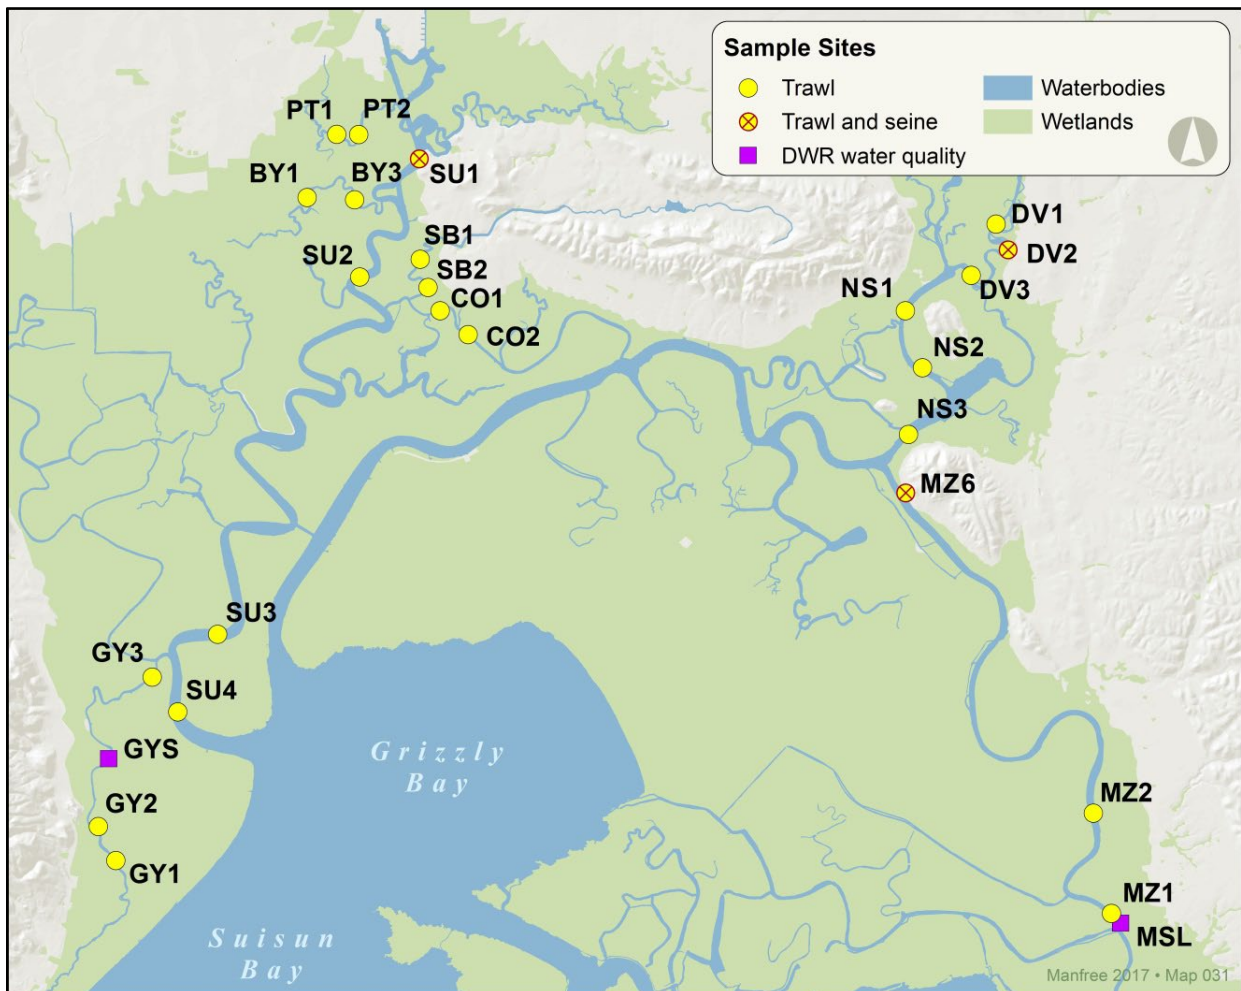 Sample Sites
Trawl
Trawl and seine
DWR water quality
Waterbodies
Wetlands
PT1
PT2
BY1
BY3
SU1
SU2
SB1
SB2
CO1
CO2
DV1
DV2
DV3
NS1
NS2
NS3
MZ6
SU3
GY3
SU4
GYS
GY2
GY1
Grizzly
Bay
Suisun
Bay
MZ2
MZ1
MSL
Manfree 2017 • Map 031